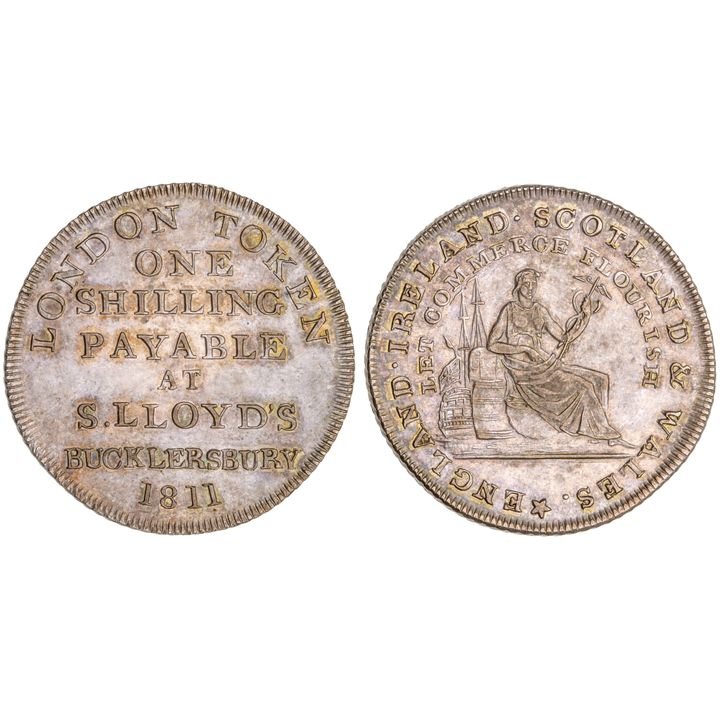 LONDON TOKEN
ONE
SHILLING
PAYABLE
AT
S.LLOYD'S
BUCKLERSBURY
1811
ENGLAND·IRELAND·SCOTLAND & WALES·
LET COMMERCE FLOURISH